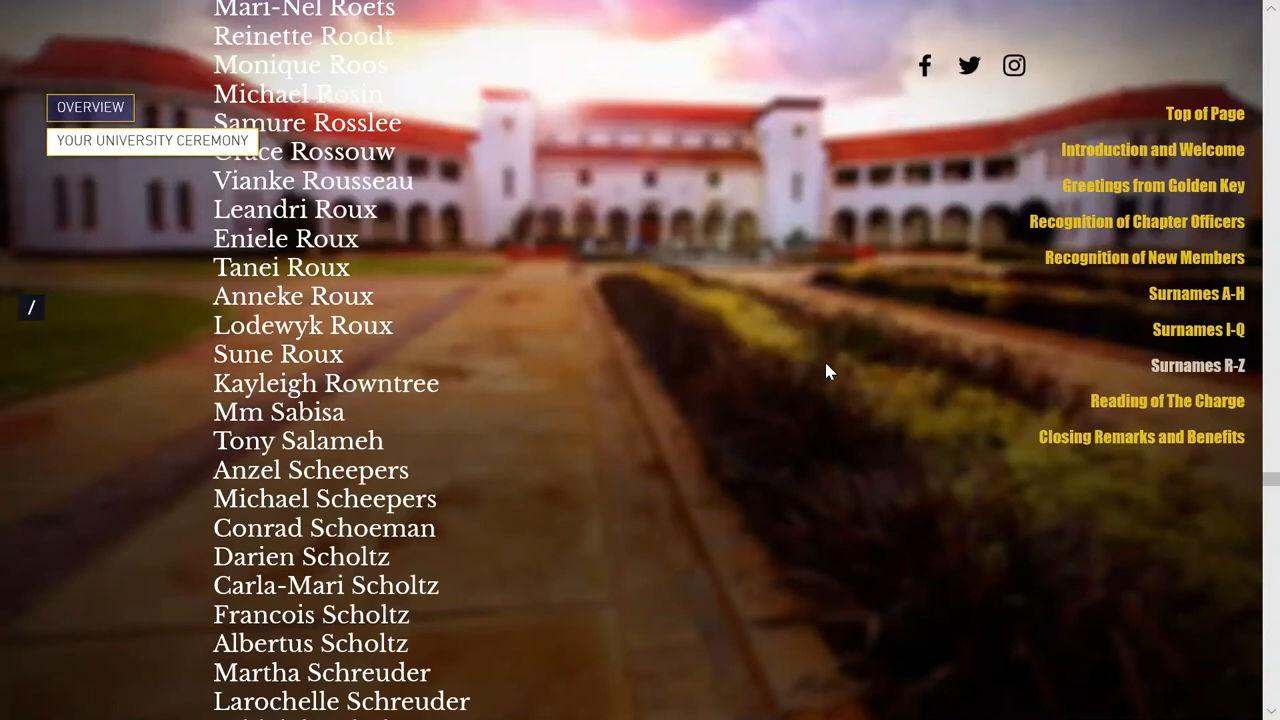 Mari-Nel Roets
Reinette Roodt
Monique Roos
Michael Rosin
Samure Rosslee
Grace Rossouw
Vianke Rousseau
Leandri Roux
Eniele Roux
Tanei Roux
Anneke Roux
Lodewyk Roux
Sune Roux
Kayleigh Rowntree
Mm Sabisa
Tony Salameh
Anzel Scheepers
Michael Scheepers
Conrad Schoeman
Darien Scholtz
Carla-Mari Scholtz
Francois Scholtz
Albertus Scholtz
Martha Schreuder
Larochelle Schreuder
OVERVIEW
YOUR UNIVERSITY CEREMONY
/
Top of Page
Introduction and Welcome
Greetings from Golden Key
Recognition of Chapter Officers
Recognition of New Members
Surnames A-H
Surnames I-Q
Surnames R-Z
Reading of The Charge
Closing Remarks and Benefits